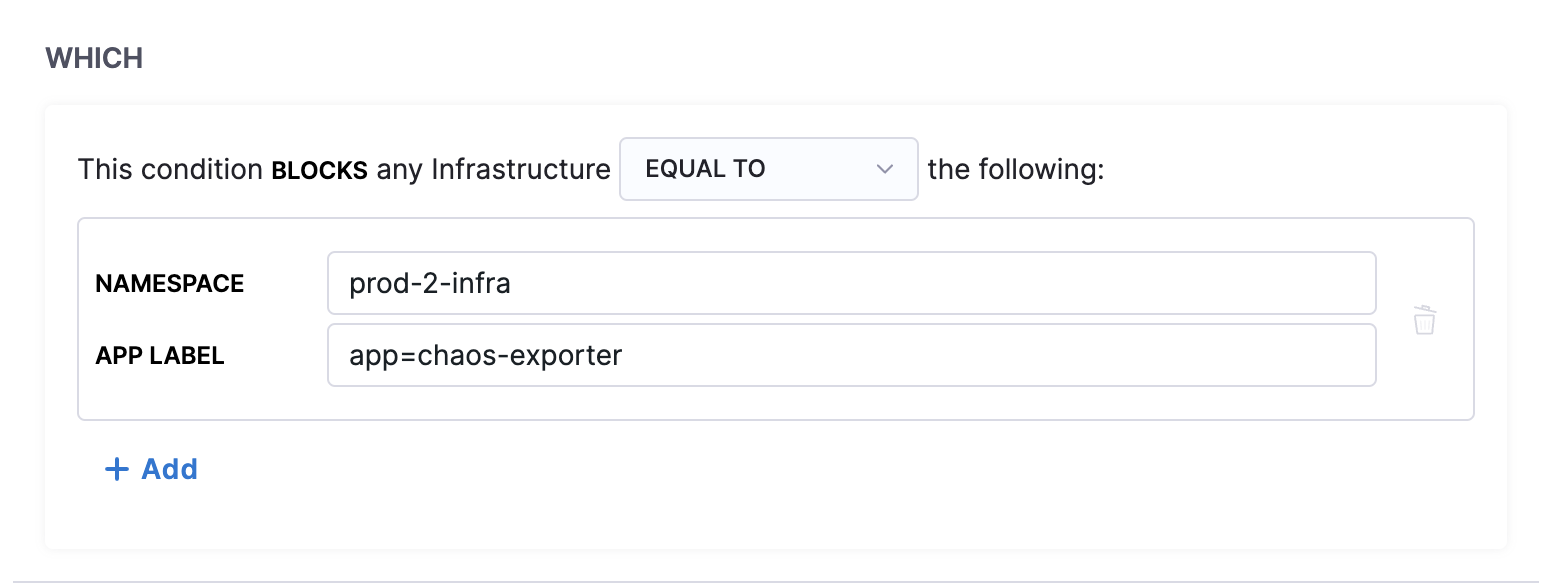 WHICH
This condition BLOCKS any Infrastructure EQUAL TO the following:
NAMESPACE prod-2-infra
APP LABEL app=chaos-exporter
+ Add